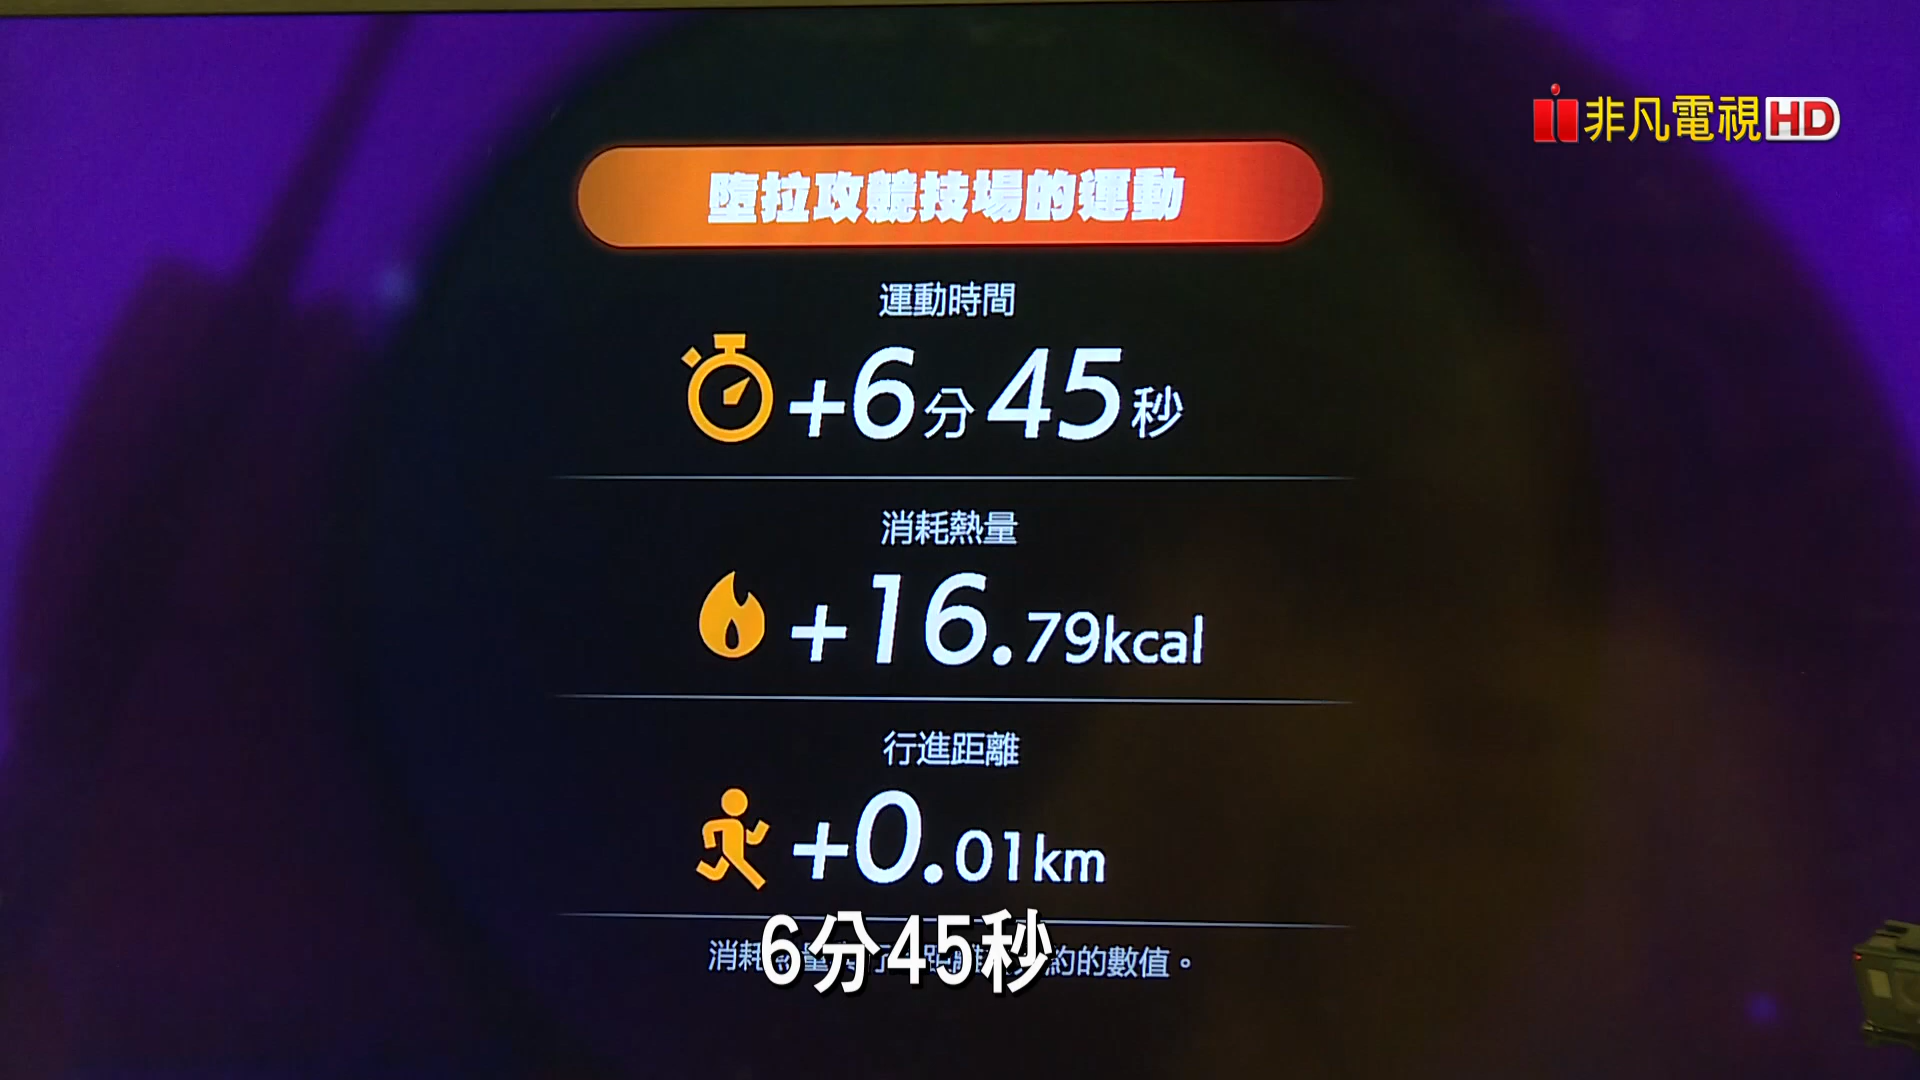 非凡電視HD
墮拉攻競技場的運動
運動時間
+6分45秒
消耗熱量
+16.79kcal
行進距離
+0.01km
6分45秒
消耗 的數值。